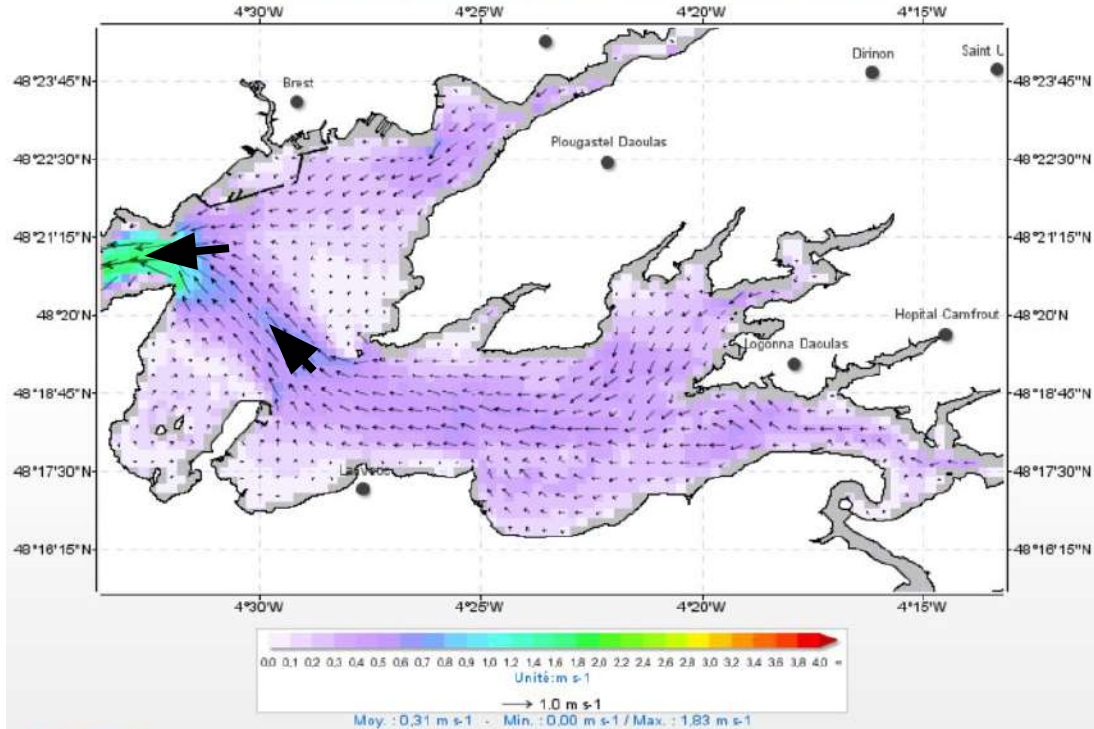 4°30'W 4°25'W 4°20'W 4°15'W
48°23'45"N Brest Dirinon Saint U 48°23'45"N
48°22'30"N Plougastel Daoulas 48°22'30"N
48°21'15"N 48°21'15"N
48°20'N Hopital Camfrout 48°20'N
Logonna Daoulas
48°18'45"N 48°18'45"N
48°17'30"N 48°17'30"N
48°16'15"N 48°16'15"N
4°30'W 4°25'W 4°20'W 4°15'W
0,0 0,1 0,2 0,3 0,4 0,5 0,6 0,7 0,8 0,9 1,0 1,2 1,4 1,6 1,8 2,0 2,2 2,4 2,6 2,8 3,0 3,2 3,4 3,6 3,8 4,0 ∞
Unité:m s-1
1.0 m s-1
Moy. : 0,31 m s-1 - Min. : 0,00 m s-1 / Max. : 1,83 m s-1